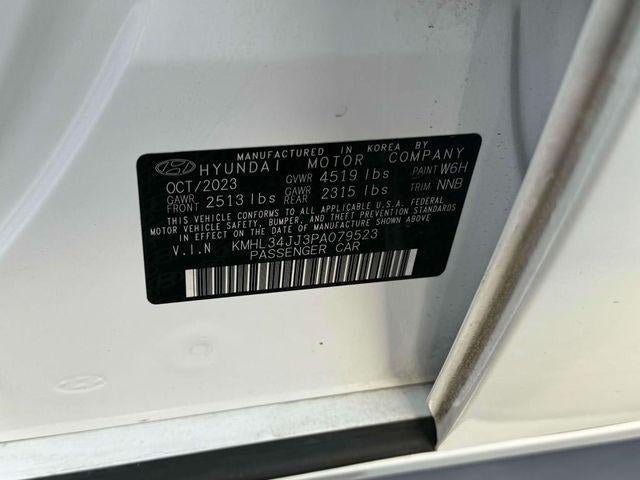 MANUFACTURED IN KOREA BY
HYUNDAI MOTOR COMPANY
OCT/2023 GVWR 4519 lbs PAINT W6H
GAWR FRONT 2513 lbs GAWR REAR 2315 lbs TRIM NNB
THIS VEHICLE CONFORMS TO ALL APPLICABLE U.S.A. FEDERAL
MOTOR VEHICLE SAFETY, BUMPER, AND THEFT PREVENTION STANDARDS
IN EFFECT ON THE DATE OF MANUFACTURE SHOWN ABOVE.
V.I.N KMHL34JJ3PA079523
PASSENGER CAR